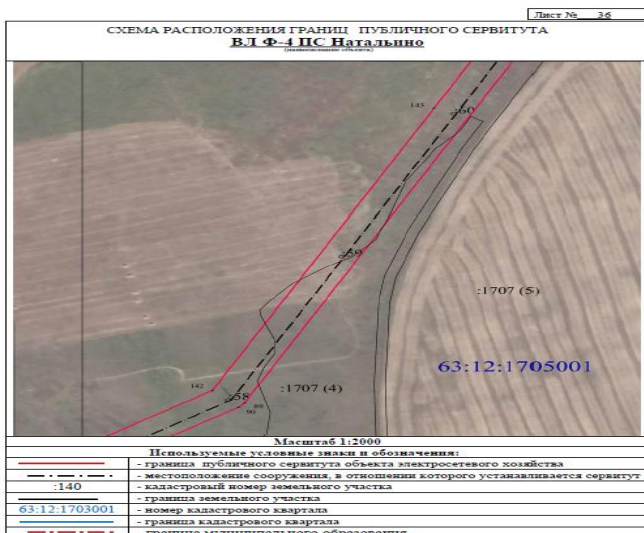 Лист № 36
СХЕМА РАСПОЛОЖЕНИЯ ГРАНИЦ ПУБЛИЧНОГО СЕРВИТУТА
ВЛ Ф-4 ПС Натальино
(наименование объекта)
143
60
59
:1707 (5)
63:12:1705001
142
58
:1707 (4)
89
90
Масштаб 1:2000
Используемые условные знаки и обозначения:
- граница публичного сервитута объекта электросетевого хозяйства
- местоположение сооружения, в отношении которого устанавливается сервитут
:140 - кадастровый номер земельного участка
- граница земельного участка
63:12:1703001 - номер кадастрового квартала
- граница кадастрового квартала
- граница муниципального образования